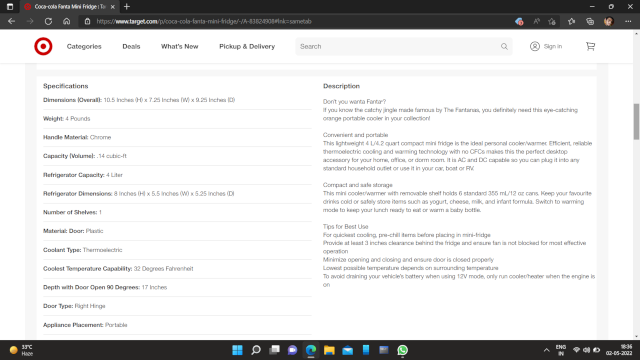 Coca-cola Fanta Mini Fridge : Ta
https://www.target.com/p/coca-cola-fanta-mini-fridge/-/A-83824908#lnk=sametab
Categories
Deals
What's New
Pickup & Delivery
Search
Sign in
Specifications
Dimensions (Overall): 10.5 Inches (H) x 7.25 Inches (W) x 9.25 Inches (D)
Weight: 4 Pounds
Handle Material: Chrome
Capacity (Volume): .14 cubic-ft
Refrigerator Capacity: 4 Liter
Refrigerator Dimensions: 8 Inches (H) x 5.5 Inches (W) x 5.25 Inches (D)
Number of Shelves: 1
Material: Door: Plastic
Coolant Type: Thermoelectric
Coolest Temperature Capability: 32 Degrees Fahrenheit
Depth with Door Open 90 Degrees: 17 Inches
Door Type: Right Hinge
Appliance Placement: Portable
Description
Don't you wanta Fanta?
If you know the catchy jingle made famous by The Fantanas, you definitely need this eye-catching
orange portable cooler in your collection!
Convenient and portable
This lightweight 4 L/4.2 quart compact mini fridge is the ideal personal cooler/warmer. Efficient, reliable
thermoelectric cooling and warming technology with no CFCs makes this the perfect desktop
accessory for your home, office, or dorm room. It is AC and DC capable so you can plug it into any
standard household outlet or use it in your car, boat or RV.
Compact and safe storage
This mini cooler/warmer with removable shelf holds 6 standard 355 mL/12 oz cans. Keep your favourite
drinks cold or safely store items such as yogurt, cheese, milk, and infant formula. Switch to warming
mode to keep your lunch ready to eat or warm a baby bottle.
Tips for Best Use
For quickest cooling, pre-chill items before placing in mini-fridge
Provide at least 3 inches clearance behind the fridge and ensure fan is not blocked for most effective
operation
Minimize opening and closing and ensure door is closed properly
Lowest possible temperature depends on surrounding temperature
To avoid draining your vehicle's battery when using 12V mode, only run cooler/heater when the engine is
on
33°C
Haze
ENG
IN
18:36
02-05-2022